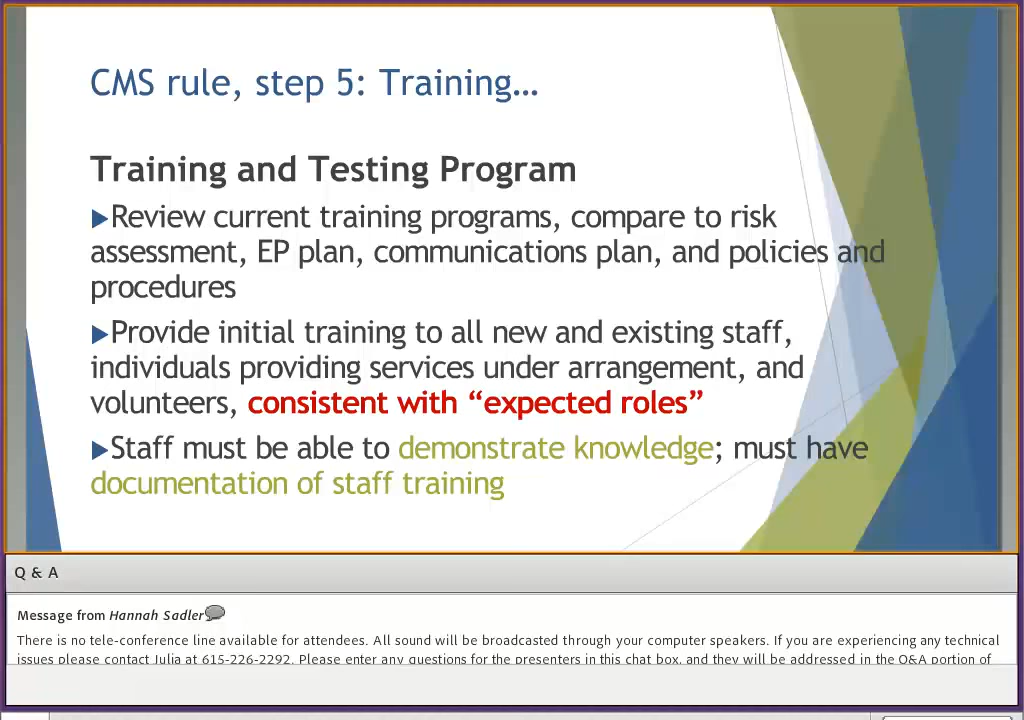 CMS rule, step 5: Training…
Training and Testing Program
▶Review current training programs, compare to risk
assessment, EP plan, communications plan, and policies and
procedures
▶Provide initial training to all new and existing staff,
individuals providing services under arrangement, and
volunteers, consistent with “expected roles”
▶Staff must be able to demonstrate knowledge; must have
documentation of staff training
Q & A
Message from Hannah Sadler
There is no tele-conference line available for attendees. All sound will be broadcasted through your computer speakers. If you are experiencing any technical
issues please contact Julia at 615-226-2292. Please enter any questions for the presenters in this chat box, and they will be addressed in the Q&A portion of